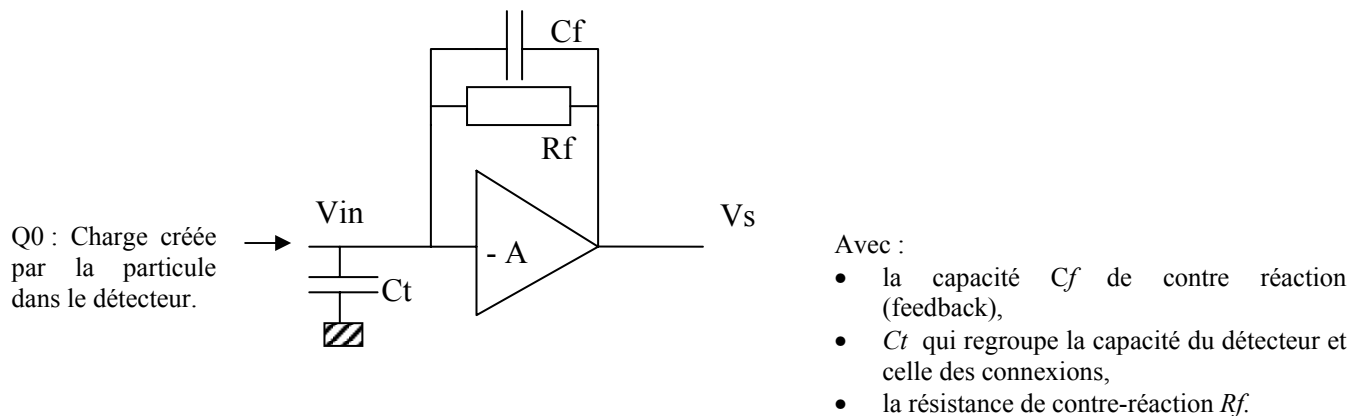 Cf
Rf
Vin
Vs
- A
Ct
Q0 : Charge créée
par la particule
dans le détecteur.
Avec :
• la capacité Cf de contre réaction
(feedback),
• Ct qui regroupe la capacité du détecteur et
celle des connexions,
• la résistance de contre-réaction Rf.